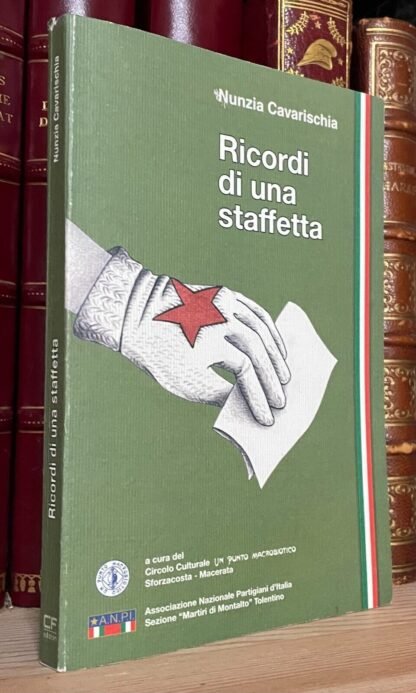 Nunzia Cavarischia
Ricordi
di una
staffetta
a cura del
Circolo Culturale UN PUNTO MACROBIOTICO
Sforzacosta - Macerata
A.N.P.I.
Associazione Nazionale Partigiani d'Italia
Sezione "Martiri di Montalto" Tolentino
Nunzia Cavarischia
Ricordi di una staffetta
CF